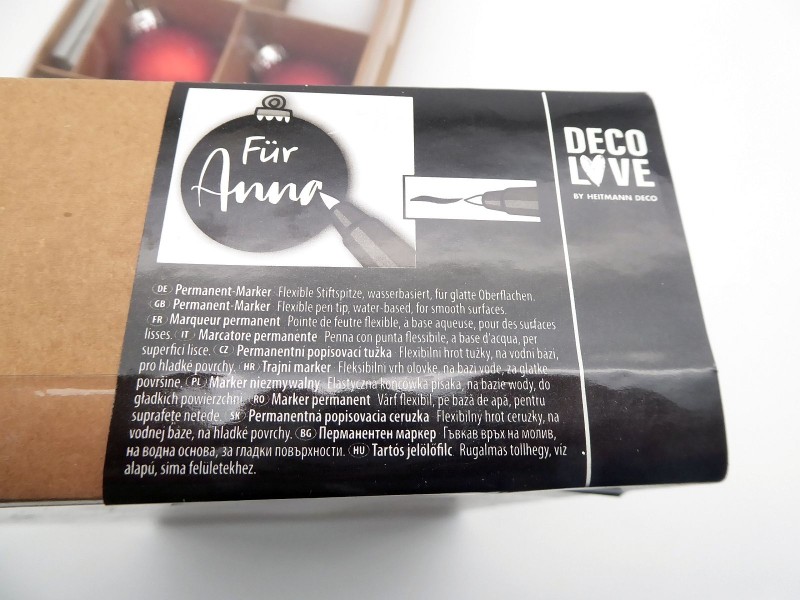 Für
Anna
DECO
LOVE
BY HEITMANN DECO
DE Permanent-Marker Flexible Stiftspitze, wasserbasiert, für glatte Oberflächen.
GB Permanent-Marker Flexible pen tip, water-based, for smooth surfaces.
FR Marqueur permanent Pointe de feutre flexible, à base aqueuse, pour des surfaces
lisses. IT Marcatore permanente Penna con punta flessibile, a base d'acqua, per
superfici lisce. CZ Permanentní popisovací tužka Flexibilní hrot tužky, na vodní bázi,
pro hladké povrchy. HR Trajni marker Fleksibilni vrh olovke, na bazi vode, za glatke
površine. PL Marker niezmywalny Elastyczna końcówka pisaka, na bazie wody, do
gładkich powierzchni. RO Marker permanent Vârf flexibil, pe bază de apă, pentru
suprafețe netede. SK Permanentná popisovacia ceruzka Flexibilný hrot ceruzky, na
vodnej báze, na hladké povrchy. BG Перманентен маркер Гъвкав връх на молив,
на водна основа, за гладки повърхности. HU Tartós jelölőfilc Rugalmas tollhegy, víz
alapú, sima felületekhez.